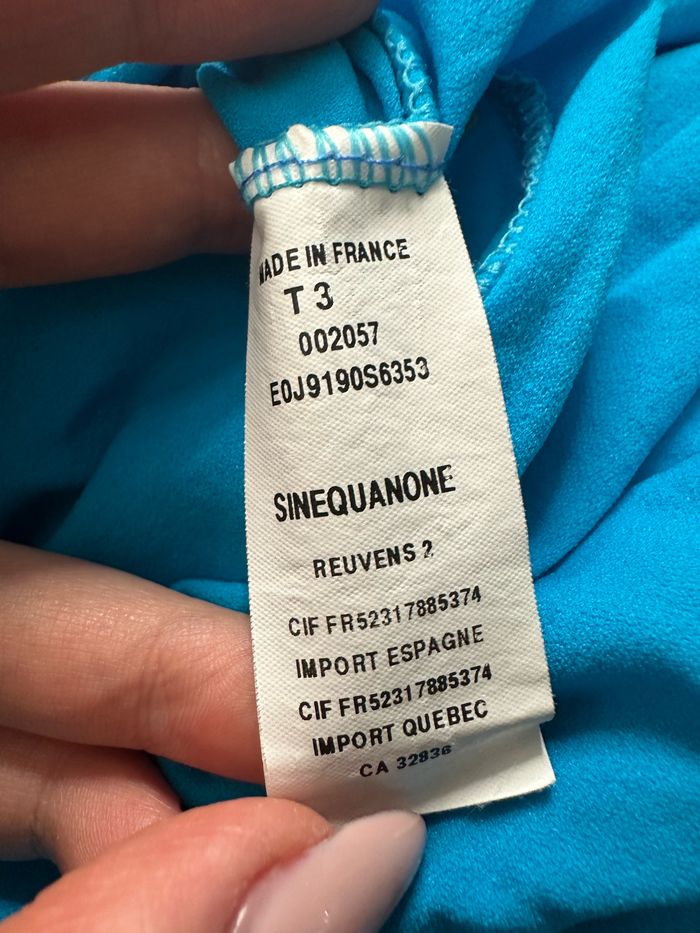 MADE IN FRANCE
T 3
002057
E0J9190S6353
SINEQUANONE
REUVENS 2
CIF FR52317885374
IMPORT ESPAGNE
CIF FR52317885374
IMPORT QUEBEC
CA 32836